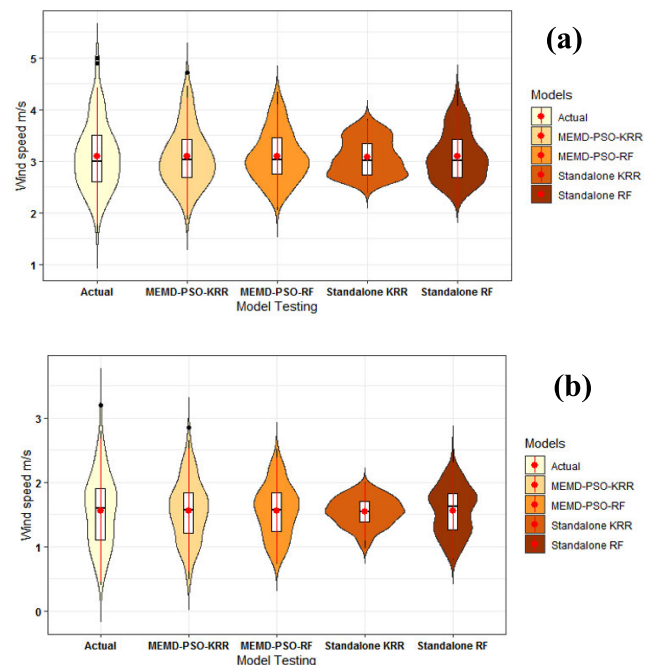 (a)
Wind speed m/s
5
4
3
2
1
Actual MEMD-PSO-KRR MEMD-PSO-RF Standalone KRR Standalone RF
Model Testing
Models
Actual
MEMD-PSO-KRR
MEMD-PSO-RF
Standalone KRR
Standalone RF
(b)
Wind speed m/s
3
2
1
0
Actual MEMD-PSO-KRR MEMD-PSO-RF Standalone KRR Standalone RF
Model Testing
Models
Actual
MEMD-PSO-KRR
MEMD-PSO-RF
Standalone KRR
Standalone RF